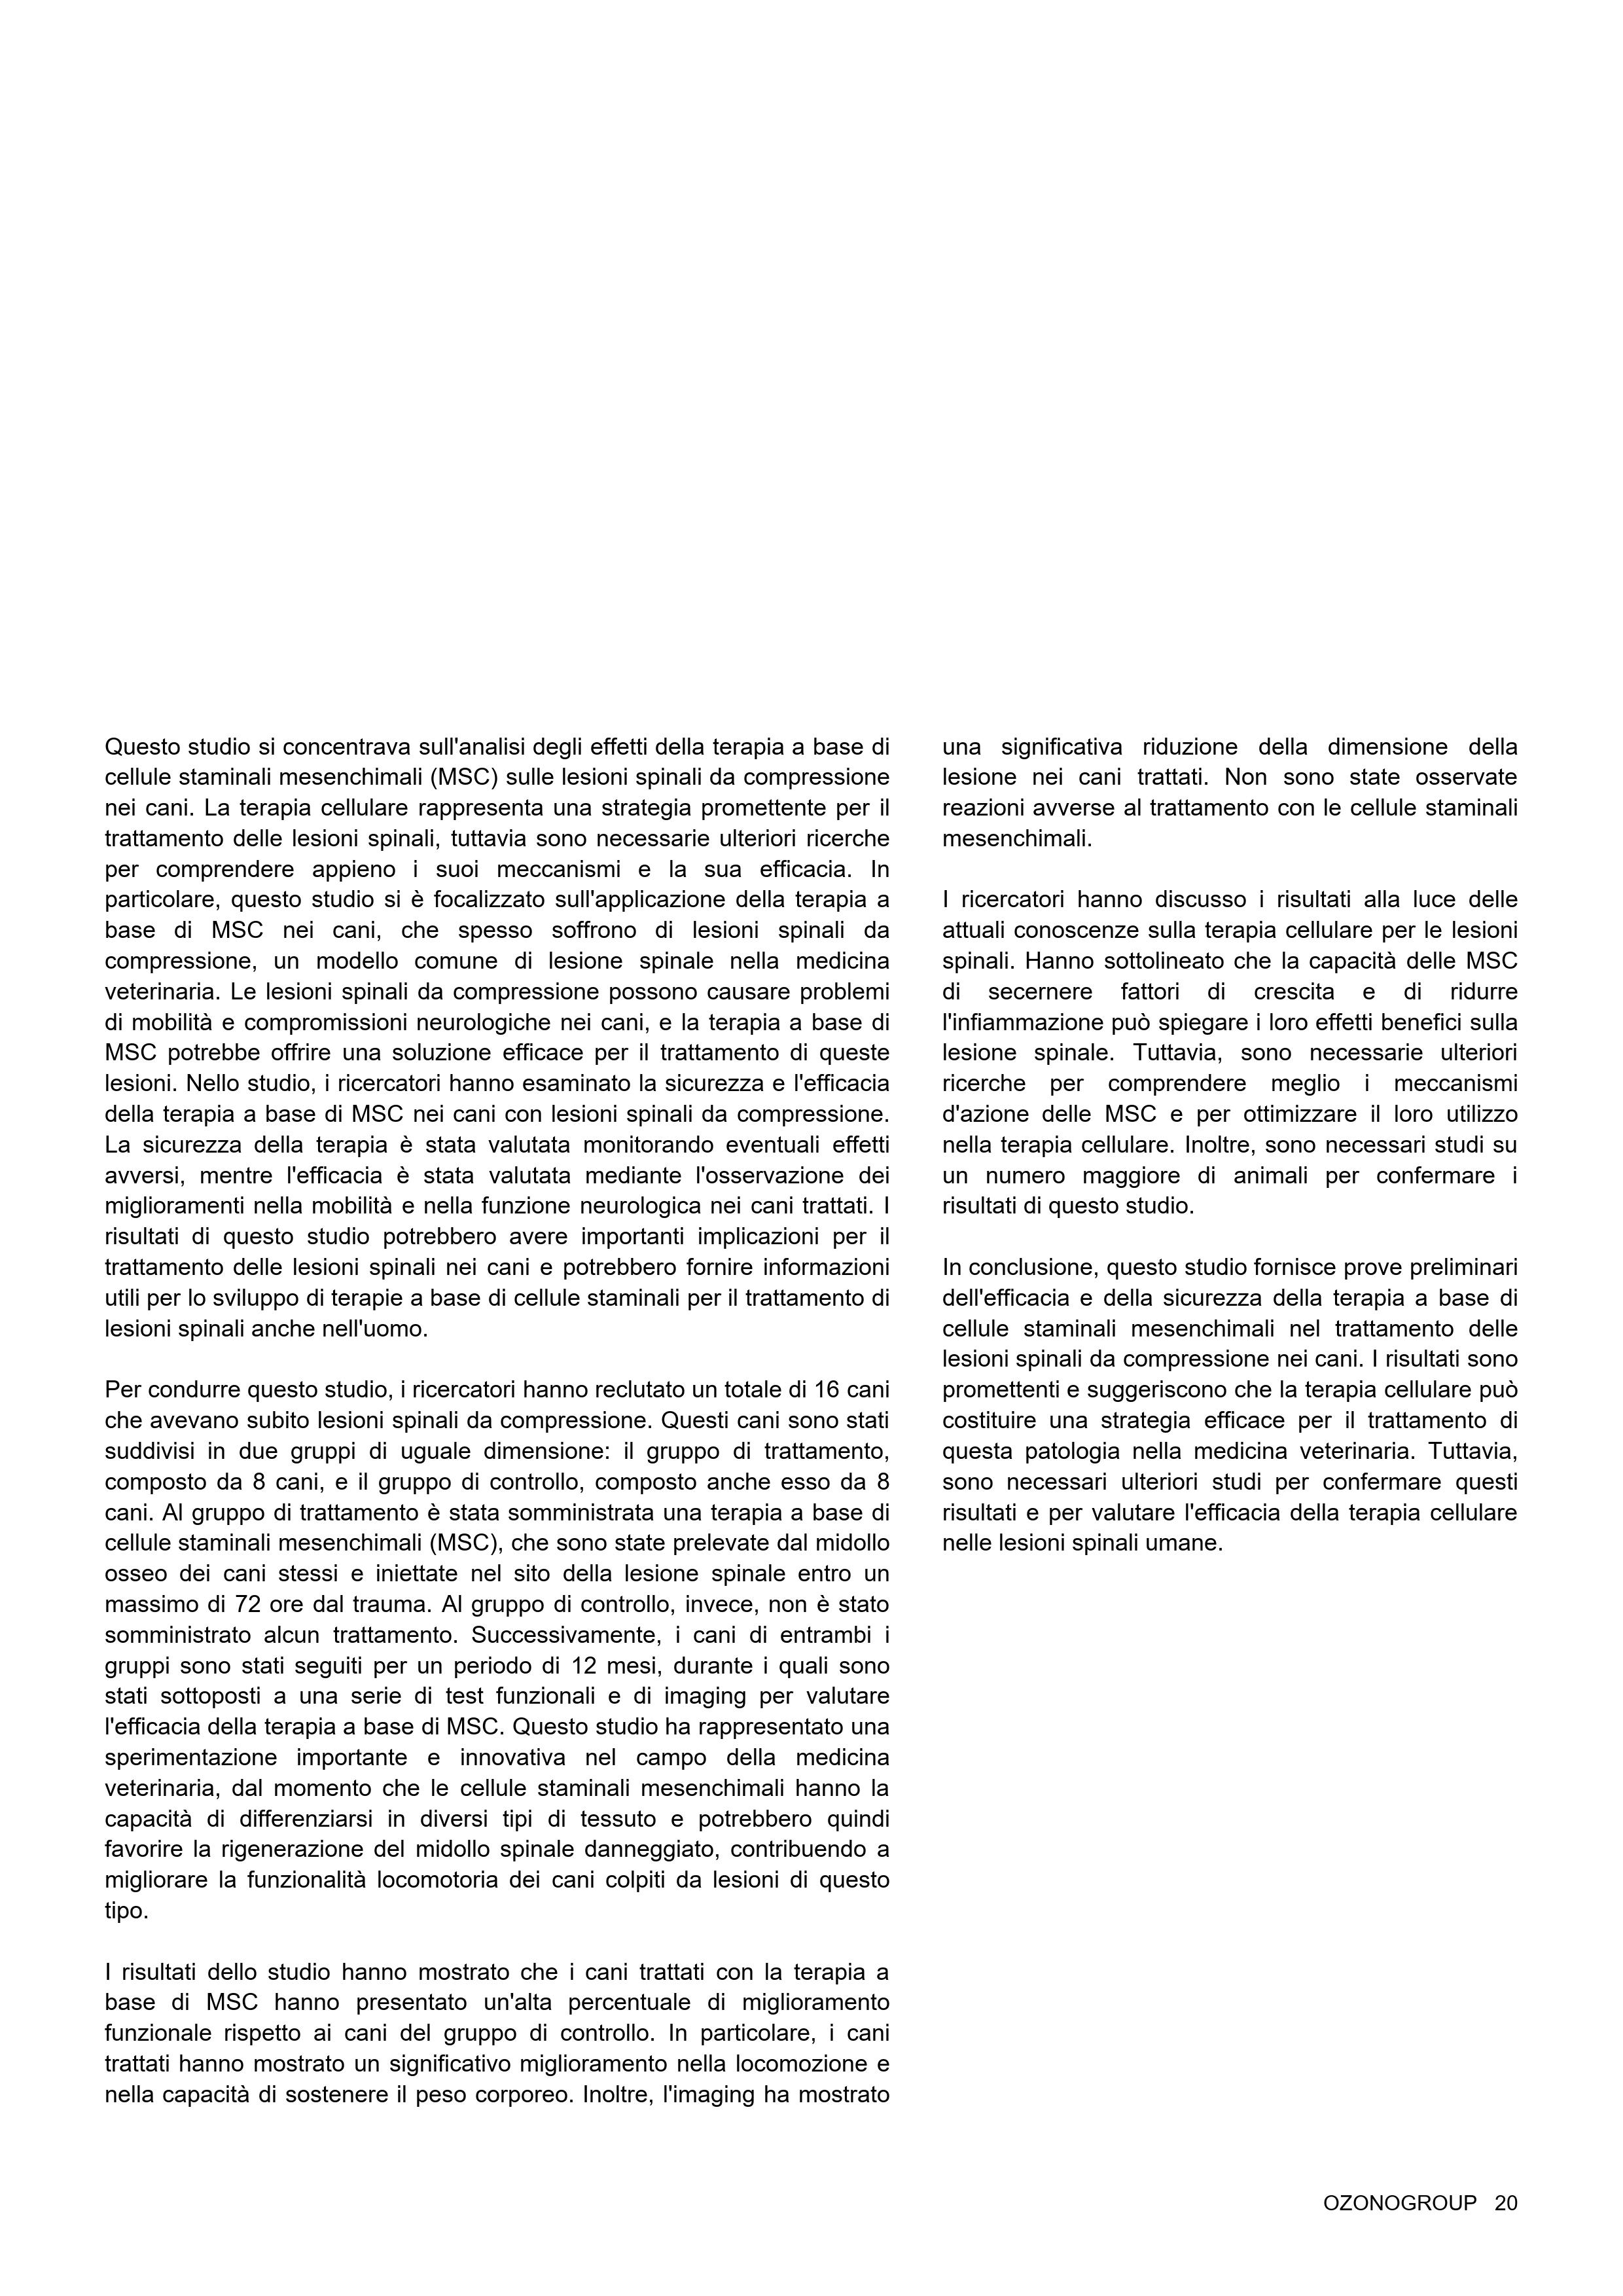 Questo studio si concentrava sull'analisi degli effetti della terapia a base di
cellule staminali mesenchimali (MSC) sulle lesioni spinali da compressione
nei cani. La terapia cellulare rappresenta una strategia promettente per il
trattamento delle lesioni spinali, tuttavia sono necessarie ulteriori ricerche
per comprendere appieno i suoi meccanismi e la sua efficacia. In
particolare, questo studio si è focalizzato sull'applicazione della terapia a
base di MSC nei cani, che spesso soffrono di lesioni spinali da
compressione, un modello comune di lesione spinale nella medicina
veterinaria. Le lesioni spinali da compressione possono causare problemi
di mobilità e compromissioni neurologiche nei cani, e la terapia a base di
MSC potrebbe offrire una soluzione efficace per il trattamento di queste
lesioni. Nello studio, i ricercatori hanno esaminato la sicurezza e l'efficacia
della terapia a base di MSC nei cani con lesioni spinali da compressione.
La sicurezza della terapia è stata valutata monitorando eventuali effetti
avversi, mentre l'efficacia è stata valutata mediante l'osservazione dei
miglioramenti nella mobilità e nella funzione neurologica nei cani trattati. I
risultati di questo studio potrebbero avere importanti implicazioni per il
trattamento delle lesioni spinali nei cani e potrebbero fornire informazioni
utili per lo sviluppo di terapie a base di cellule staminali per il trattamento di
lesioni spinali anche nell'uomo.
Per condurre questo studio, i ricercatori hanno reclutato un totale di 16 cani
che avevano subito lesioni spinali da compressione. Questi cani sono stati
suddivisi in due gruppi di uguale dimensione: il gruppo di trattamento,
composto da 8 cani, e il gruppo di controllo, composto anche esso da 8
cani. Al gruppo di trattamento è stata somministrata una terapia a base di
cellule staminali mesenchimali (MSC), che sono state prelevate dal midollo
osseo dei cani stessi e iniettate nel sito della lesione spinale entro un
massimo di 72 ore dal trauma. Al gruppo di controllo, invece, non è stato
somministrato alcun trattamento. Successivamente, i cani di entrambi i
gruppi sono stati seguiti per un periodo di 12 mesi, durante i quali sono
stati sottoposti a una serie di test funzionali e di imaging per valutare
l'efficacia della terapia a base di MSC. Questo studio ha rappresentato una
sperimentazione importante e innovativa nel campo della medicina
veterinaria, dal momento che le cellule staminali mesenchimali hanno la
capacità di differenziarsi in diversi tipi di tessuto e potrebbero quindi
favorire la rigenerazione del midollo spinale danneggiato, contribuendo a
migliorare la funzionalità locomotoria dei cani colpiti da lesioni di questo
tipo.
I risultati dello studio hanno mostrato che i cani trattati con la terapia a
base di MSC hanno presentato un'alta percentuale di miglioramento
funzionale rispetto ai cani del gruppo di controllo. In particolare, i cani
trattati hanno mostrato un significativo miglioramento nella locomozione e
nella capacità di sostenere il peso corporeo. Inoltre, l'imaging ha mostrato
una significativa riduzione della dimensione della
lesione nei cani trattati. Non sono state osservate
reazioni avverse al trattamento con le cellule staminali
mesenchimali.
I ricercatori hanno discusso i risultati alla luce delle
attuali conoscenze sulla terapia cellulare per le lesioni
spinali. Hanno sottolineato che la capacità delle MSC
di secernere fattori di crescita e di ridurre
l'infiammazione può spiegare i loro effetti benefici sulla
lesione spinale. Tuttavia, sono necessarie ulteriori
ricerche per comprendere meglio i meccanismi
d'azione delle MSC e per ottimizzare il loro utilizzo
nella terapia cellulare. Inoltre, sono necessari studi su
un numero maggiore di animali per confermare i
risultati di questo studio.
In conclusione, questo studio fornisce prove preliminari
dell'efficacia e della sicurezza della terapia a base di
cellule staminali mesenchimali nel trattamento delle
lesioni spinali da compressione nei cani. I risultati sono
promettenti e suggeriscono che la terapia cellulare può
costituire una strategia efficace per il trattamento di
questa patologia nella medicina veterinaria. Tuttavia,
sono necessari ulteriori studi per confermare questi
risultati e per valutare l'efficacia della terapia cellulare
nelle lesioni spinali umane.
OZONOGROUP 20